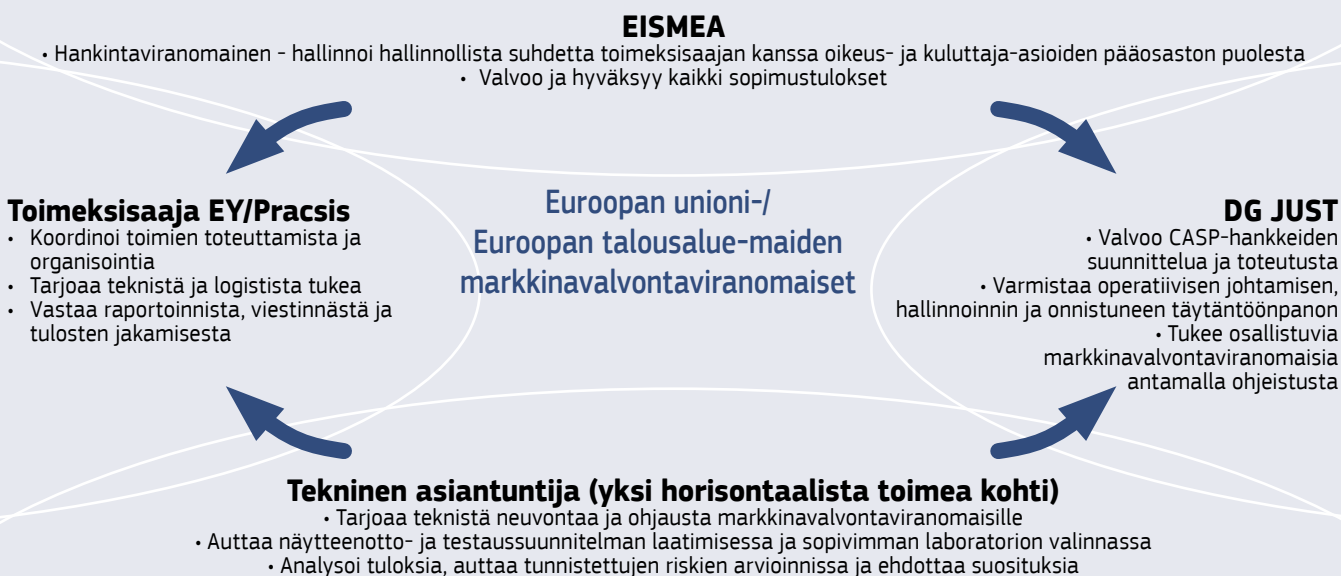 EISMEA
• Hankintaviranomainen - hallinnoi hallinnollista suhdetta toimeksisaajan kanssa oikeus- ja kuluttaja-asioiden pääosaston puolesta
• Valvoo ja hyväksyy kaikki sopimustulokset
Toimeksisaaja EY/Pracsis
• Koordinoi toimien toteuttamista ja
organisointia
• Tarjoaa teknistä ja logistista tukea
• Vastaa raportoinnista, viestinnästä ja
tulosten jakamisesta
Euroopan unioni-/
Euroopan talousalue-maiden
markkinavalvontaviranomaiset
DG JUST
• Valvoo CASP-hankkeiden
suunnittelua ja toteutusta
• Varmistaa operatiivisen johtamisen,
hallinnoinnin ja onnistuneen täytäntöönpanon
• Tukee osallistuvia
markkinavalvontaviranomaisia
antamalla ohjeistusta
Tekninen asiantuntija (yksi horisontaalista toimea kohti)
• Tarjoaa teknistä neuvontaa ja ohjausta markkinavalvontaviranomaisille
• Auttaa näytteenotto- ja testaussuunnitelman laatimisessa ja sopivimman laboratorion valinnassa
• Analysoi tuloksia, auttaa tunnistettujen riskien arvioinnissa ja ehdottaa suosituksia